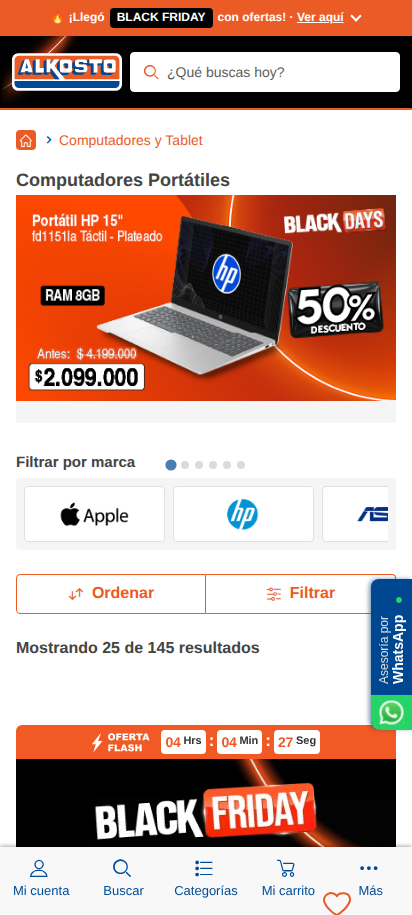 🔥 ¡Llegó BLACK FRIDAY con ofertas! · Ver aquí
ALKOSTO
¿Qué buscas hoy?
Computadores y Tablet
Computadores Portátiles
Portátil HP 15"
fd1151la Táctil - Plateado
BLACK DAYS
hp
RAM 8GB
50%
DESCUENTO
Antes: $ 4.199.000
$2.099.000
Filtrar por marca
Apple
hp
Ordenar
Filtrar
Asesoría por
WhatsApp
Mostrando 25 de 145 resultados
OFERTA
FLASH
04 Hrs : 04 Min : 27 Seg
BLACK FRIDAY
Mi cuenta
Buscar
Categorías
Mi carrito
Más